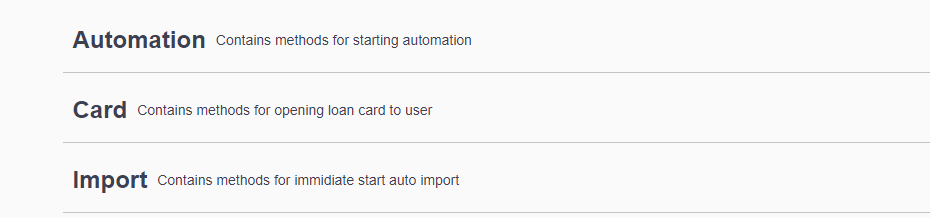 Automation Contains methods for starting automation
Card Contains methods for opening loan card to user
Import Contains methods for immidiate start auto import